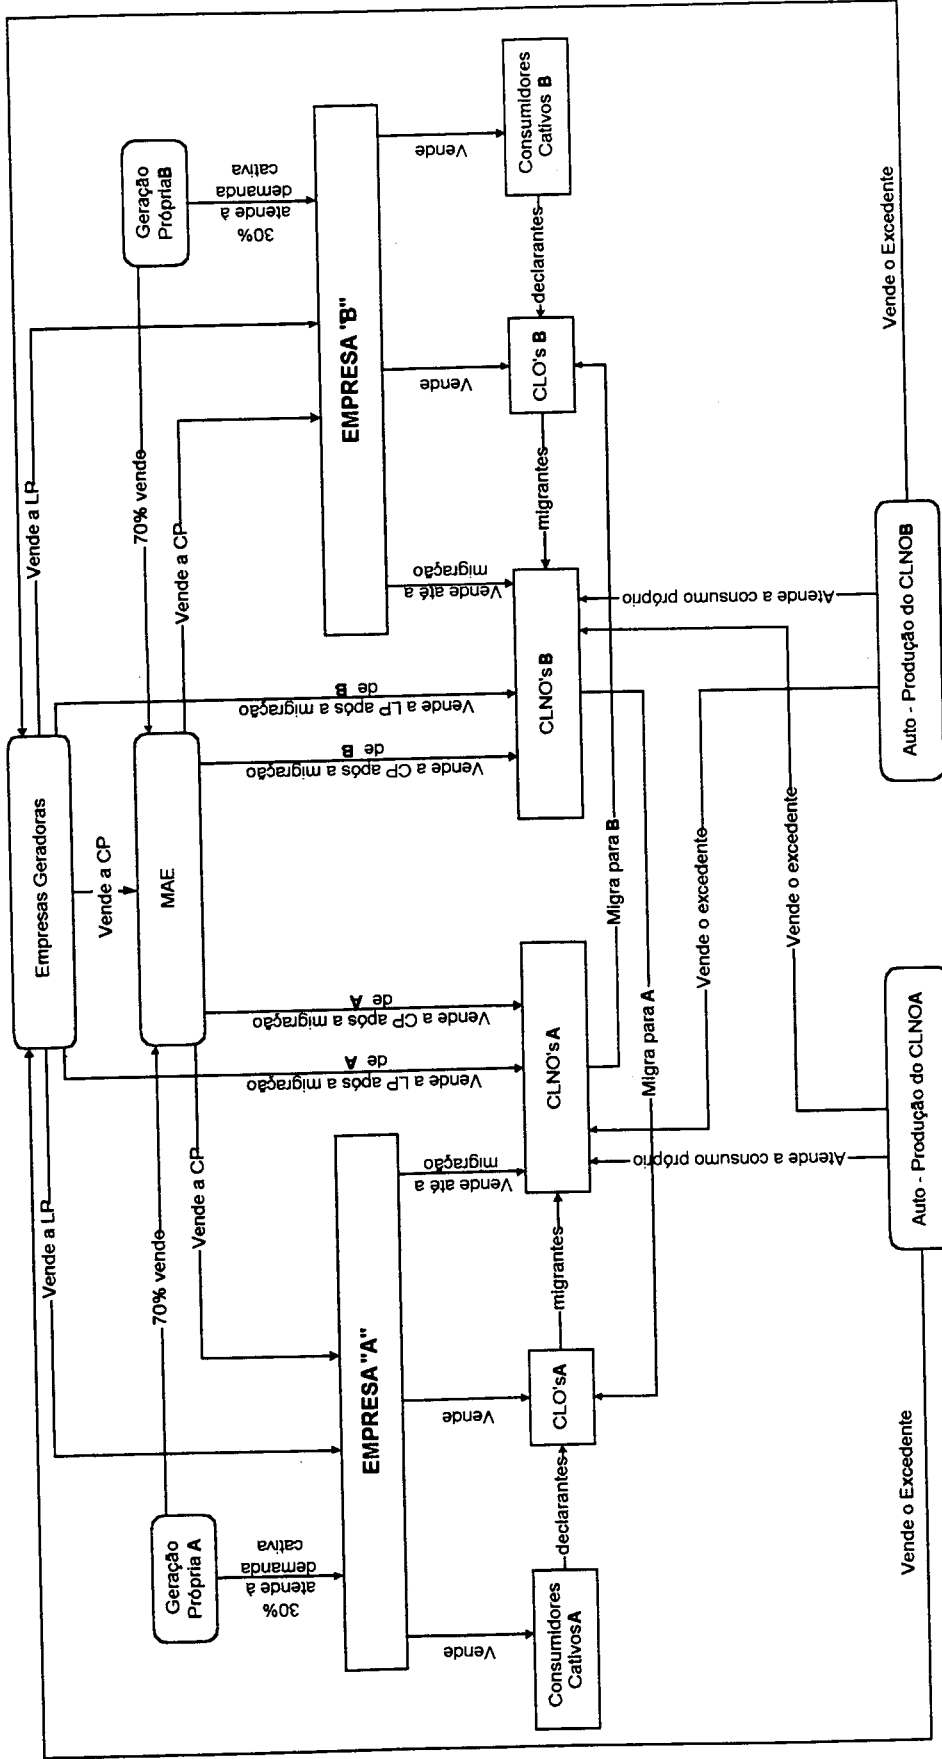 Empresas Geradoras
Vende a LP
Vende a LP
Vende a CP
MAE
70% vende
70% vende
Vende a CP
Vende a CP
Geração
Própria A
Geração
PrópriaB
30%
atende à
demanda
cativa
30%
atende à
demanda
cativa
EMPRESA "A"
EMPRESA "B"
Vende a LP após a migração
de A
Vende a CP após a migração
de A
Vende a CP após a migração
de B
Vende a LP após a migração
de B
Vende
Vende
Vende até a
migração
Vende até a
migração
Vende
Vende
Consumidores
CativosA
declarantes
CLO'sA
migrantes
CLNO's A
CLNO's B
migrantes
CLO's B
declarantes
Consumidores
Cativos B
Migra para B
Migra para A
Atende a consumo próprio
Atende a consumo próprio
Vende o excedente
Vende o excedente
Auto - Produção do CLNOA
Auto - Produção do CLNOB
Vende o Excedente
Vende o Excedente